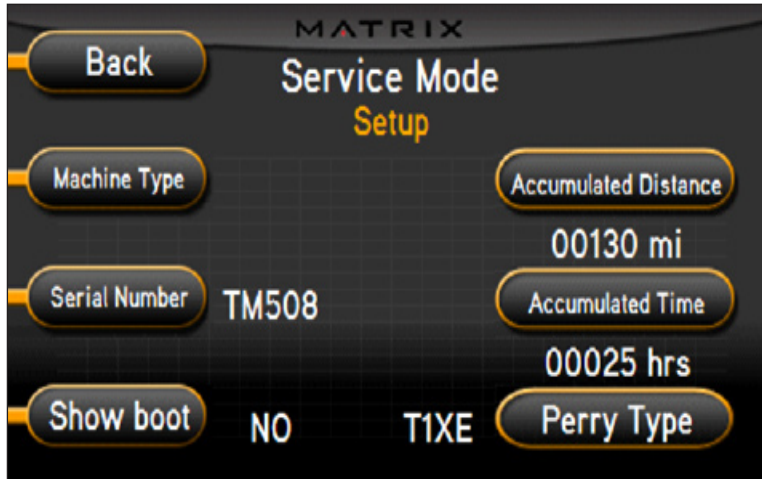 MATRIX
Back
Service Mode
Setup
Machine Type
Accumulated Distance
00130 mi
Serial Number TM508
Accumulated Time
00025 hrs
Show boot NO
T1XE Perry Type